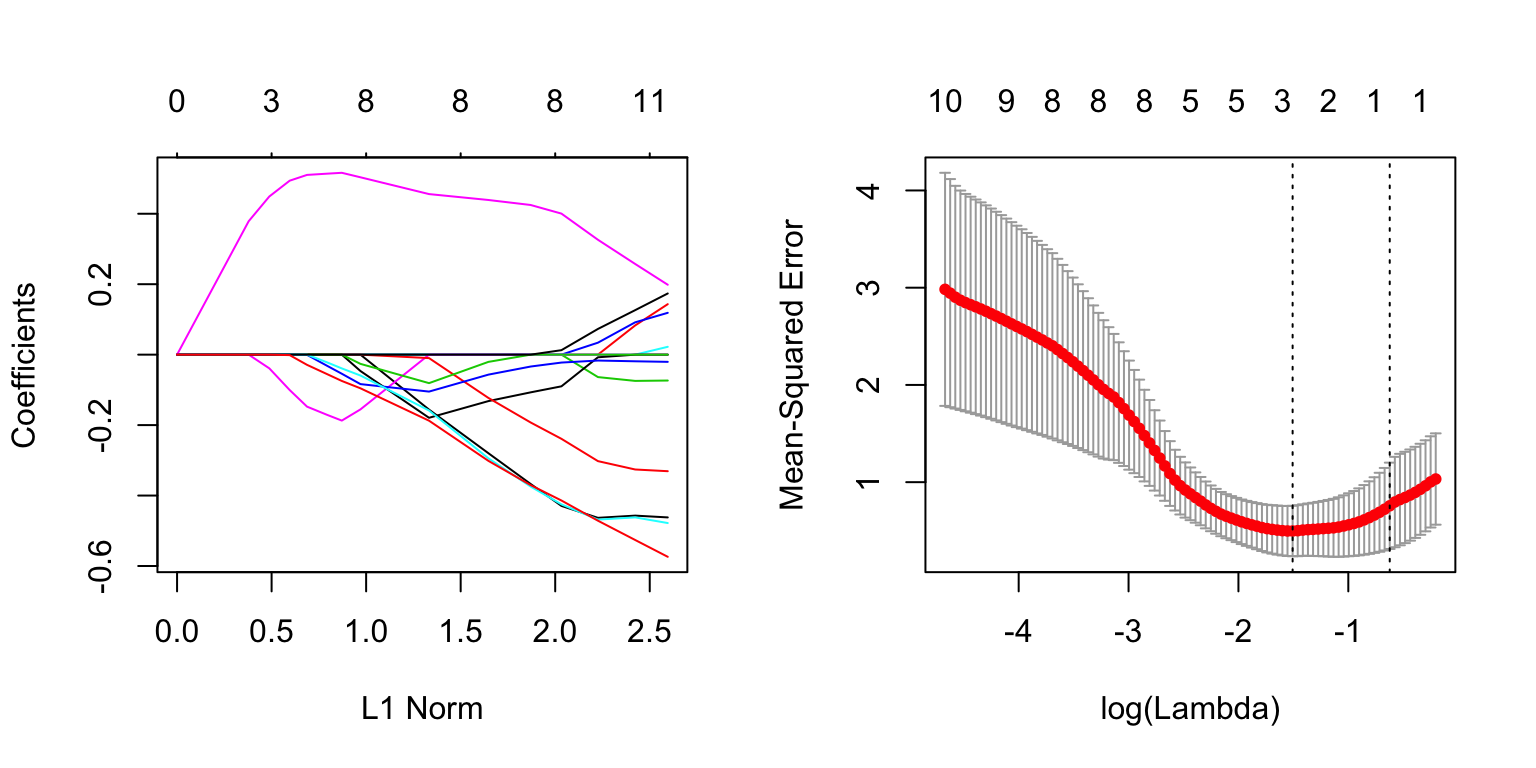 0 3 8 8 8 11
Coefficients
0.2
-0.2
-0.6
0.0 0.5 1.0 1.5 2.0 2.5
L1 Norm
10 9 8 8 8 5 5 3 2 1 1
Mean-Squared Error
4
3
2
1
-4 -3 -2 -1
log(Lambda)